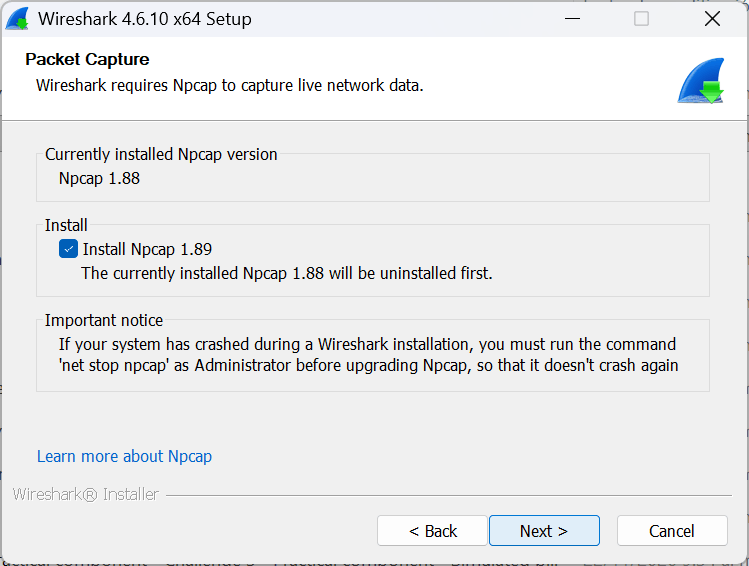 Wireshark 4.6.10 x64 Setup
Packet Capture
Wireshark requires Npcap to capture live network data.
Currently installed Npcap version
Npcap 1.88
Install
Install Npcap 1.89
The currently installed Npcap 1.88 will be uninstalled first.
Important notice
If your system has crashed during a Wireshark installation, you must run the command
'net stop npcap' as Administrator before upgrading Npcap, so that it doesn't crash again
Learn more about Npcap
Wireshark® Installer
< Back
Next >
Cancel